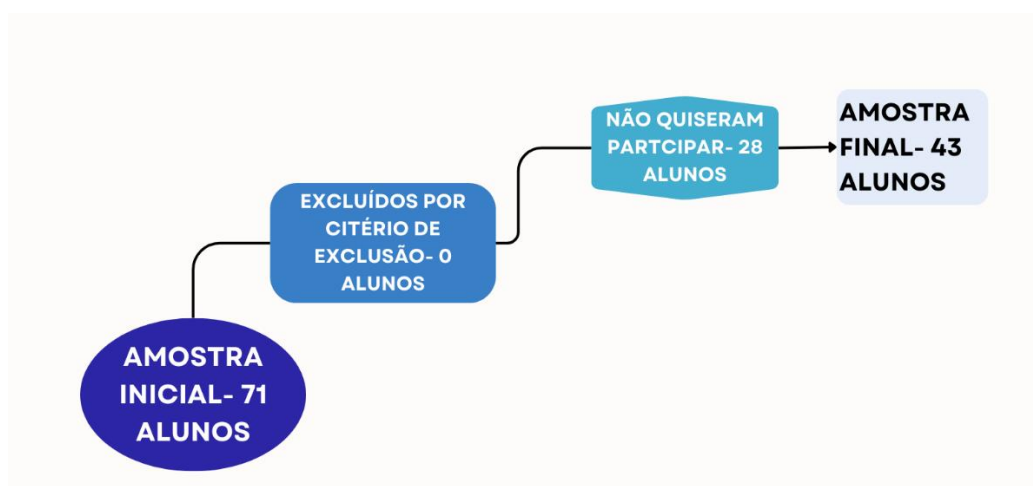 AMOSTRA
INICIAL- 71
ALUNOS
EXCLUÍDOS POR
CITÉRIO DE
EXCLUSÃO- 0
ALUNOS
NÃO QUISERAM
PARTCIPAR- 28
ALUNOS
AMOSTRA
FINAL- 43
ALUNOS